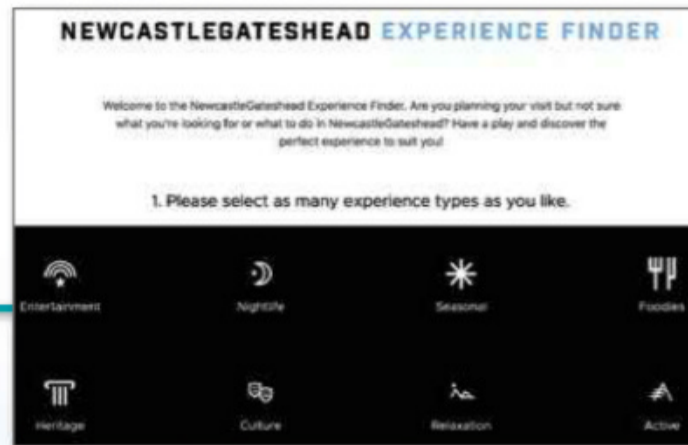 NEWCASTLEGATESHEAD EXPERIENCE FINDER
Welcome to the NewcastleGateshead Experience Finder. Are you planning your visit but not sure
what you're looking for or what to do in NewcastleGateshead? Have a play and discover the
perfect experience to suit you!
1. Please select as many experience types as you like.
Entertainment Nightlife Seasonal Foodies
Heritage Culture Relaxation Active